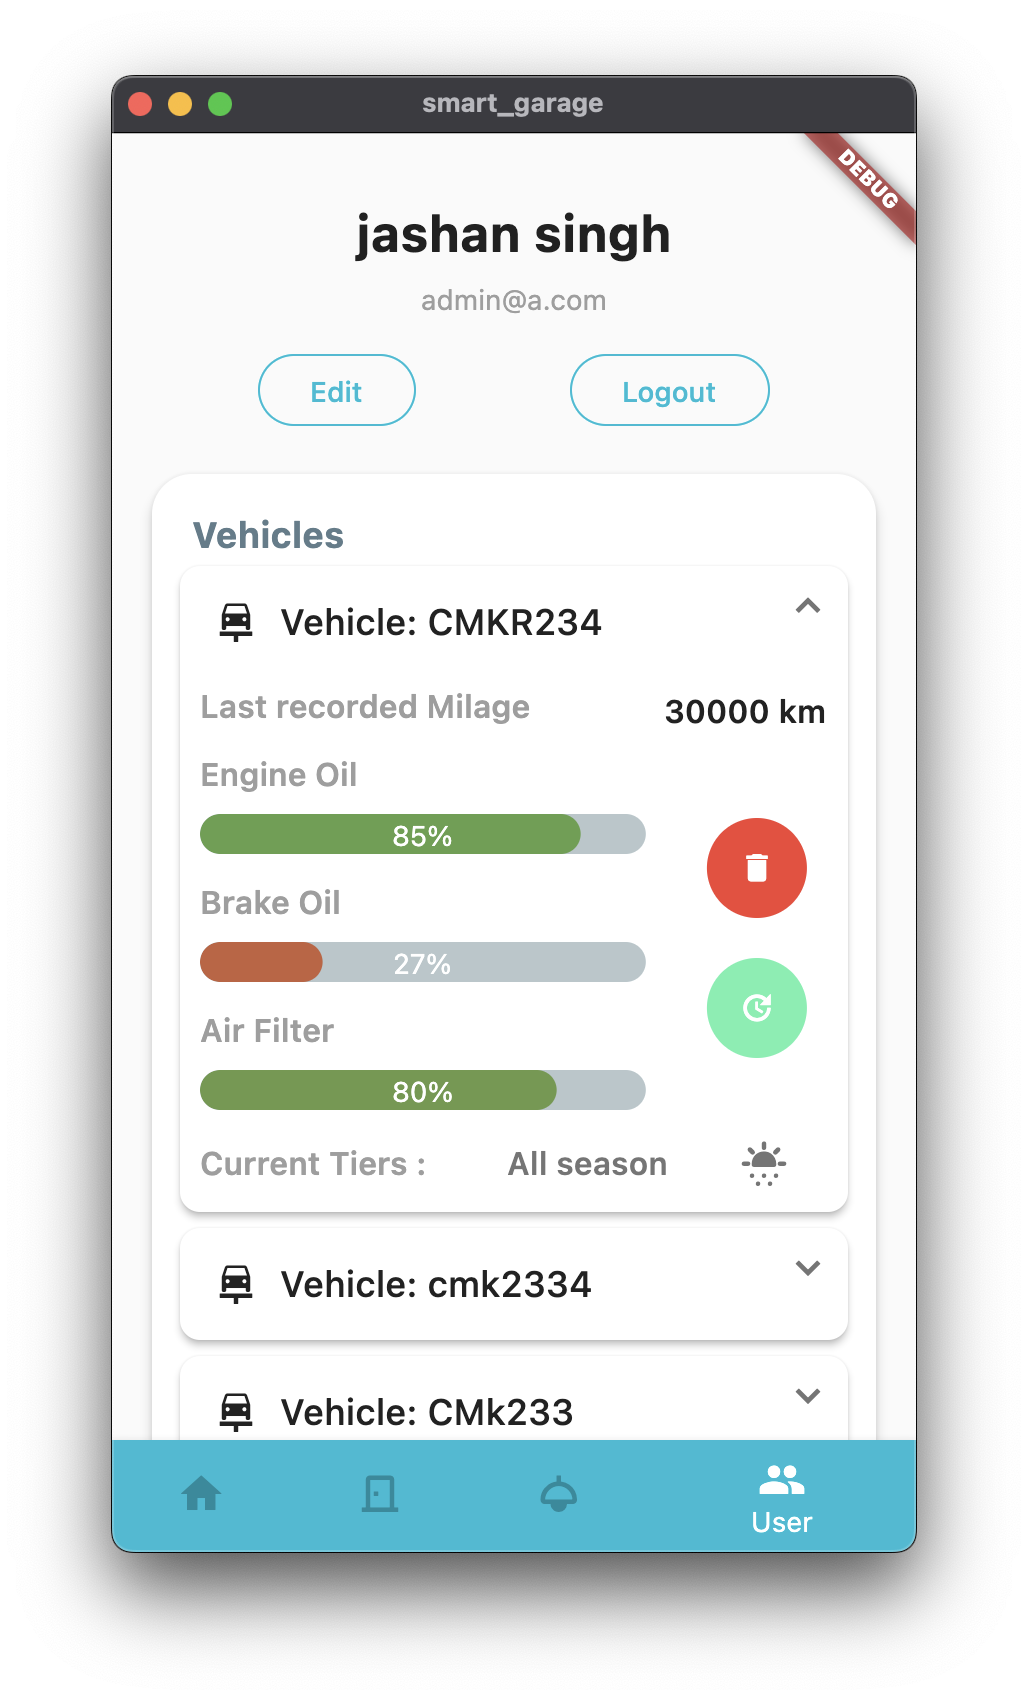 smart_garage
DEBUG
jashan singh
admin@a.com
Edit Logout
Vehicles
Vehicle: CMKR234
Last recorded Milage 30000 km
Engine Oil
85%
Brake Oil
27%
Air Filter
80%
Current Tiers : All season
Vehicle: cmk2334
Vehicle: CMk233
User